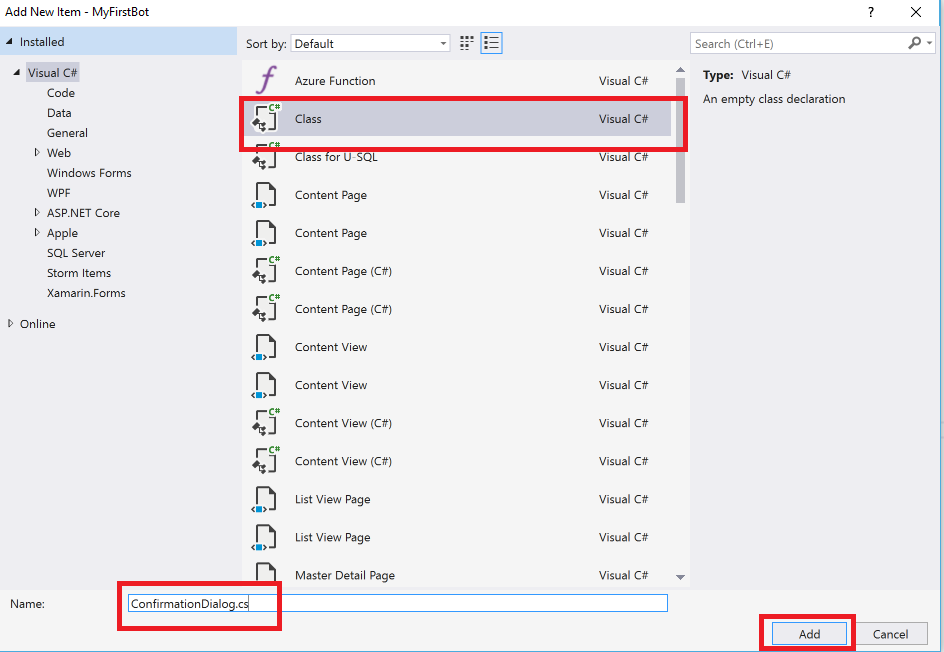 Add New Item - MyFirstBot ?
Installed
Sort by: Default
Search (Ctrl+E)
Visual C#
Code
Data
General
Web
Windows Forms
WPF
ASP.NET Core
Apple
SQL Server
Storm Items
Xamarin.Forms
Online
Azure Function Visual C#
C# Class Visual C#
C# Class for U-SQL Visual C#
Content Page Visual C#
Content Page Visual C#
C# Content Page (C#) Visual C#
C# Content Page (C#) Visual C#
Content View Visual C#
Content View Visual C#
C# Content View (C#) Visual C#
C# Content View (C#) Visual C#
List View Page Visual C#
List View Page Visual C#
Master Detail Page Visual C#
Type: Visual C#
An empty class declaration
Name: ConfirmationDialog.cs
Add Cancel